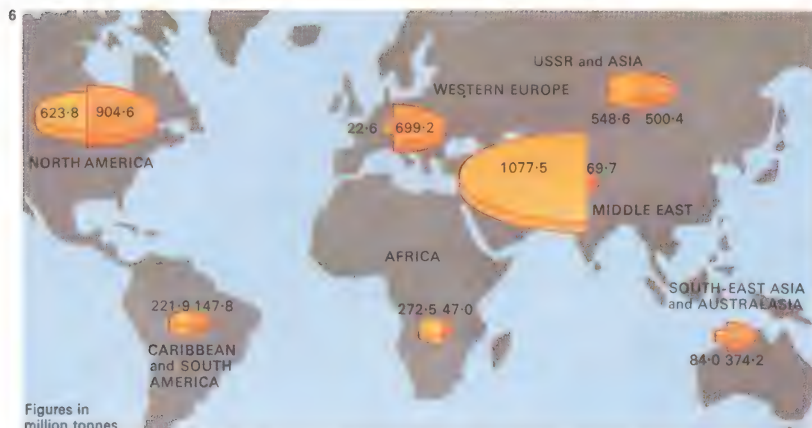 6
USSR and ASIA
WESTERN EUROPE
623·8 904·6
548·6 500·4
22·6 699·2
NORTH AMERICA
1077·5 69·7
MIDDLE EAST
AFRICA
SOUTH-EAST ASIA
and AUSTRALASIA
221·9 147·8
272·5 47·0
CARIBBEAN
and SOUTH
AMERICA
84·0 374·2
Figures in
million tonnes